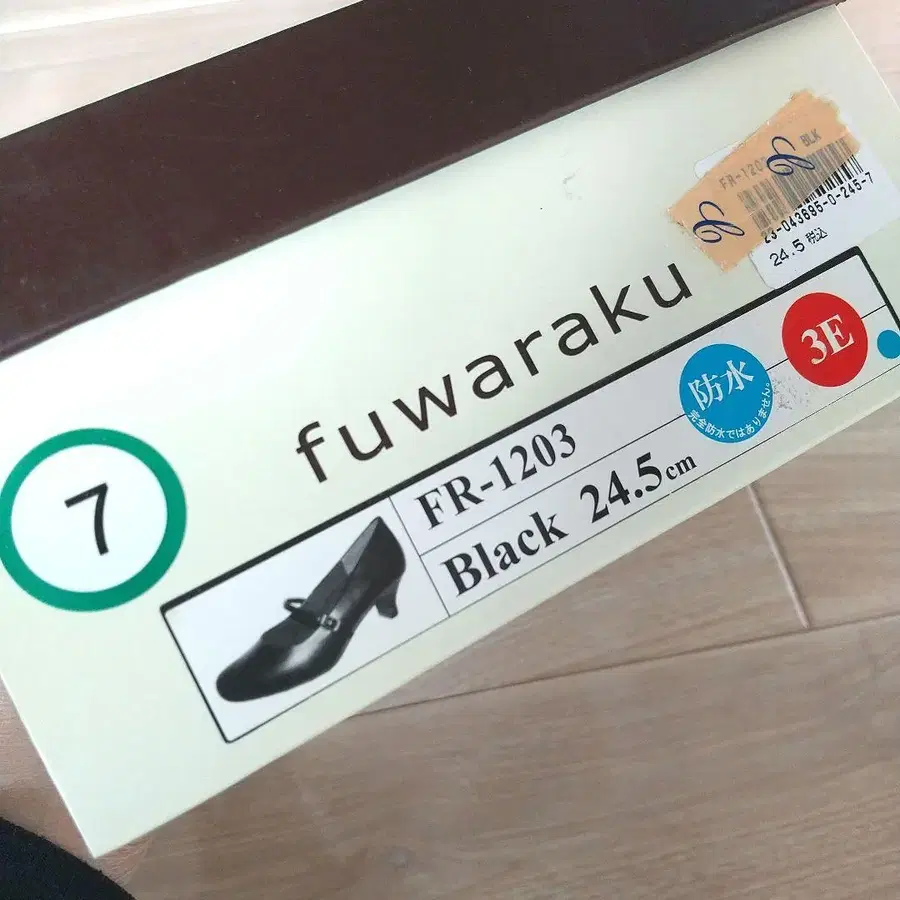 FR-1203 BLK
23-043695-0-245-7
24.5 税込
fuwaraku
7
FR-1203
Black 24.5cm
防水
完全防水ではありません。
3E